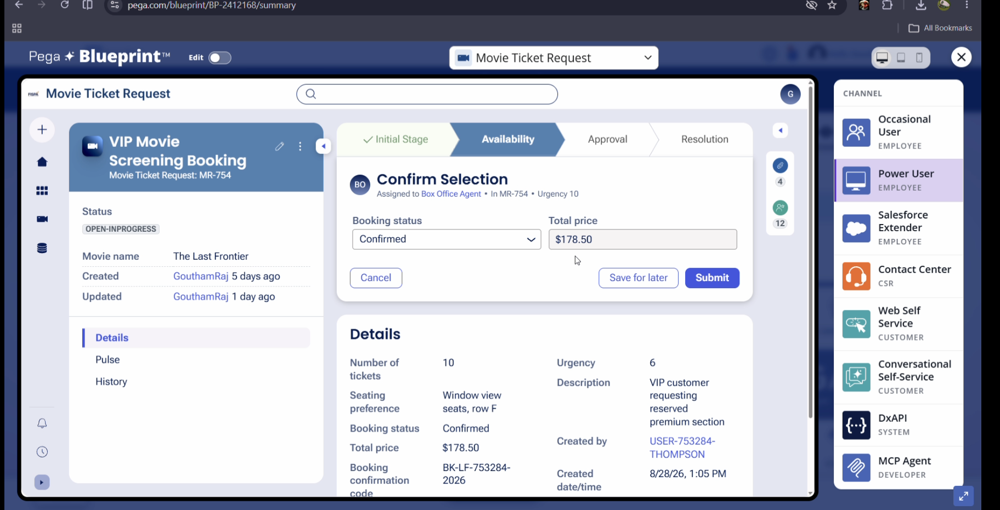 pega.com/blueprint/BP-2412168/summary
All Bookmarks
Pega Blueprint™
Edit
Movie Ticket Request
FISPA
Movie Ticket Request
G
VIP Movie
Screening Booking
Movie Ticket Request: MR-754
Status
OPEN-INPROGRESS
Movie name The Last Frontier
Created GouthamRaj 5 days ago
Updated GouthamRaj 1 day ago
Details
Pulse
History
Initial Stage
Availability
Approval
Resolution
BO
Confirm Selection
Assigned to Box Office Agent • In MR-754 • Urgency 10
Booking status
Confirmed
Total price
$178.50
Cancel
Save for later
Submit
4
12
Details
Number of
tickets
10
Seating
preference
Window view
seats, row F
Booking status
Confirmed
Total price
$178.50
Booking
confirmation
code
BK-LF-753284-
2026
Urgency
6
Description
VIP customer
requesting
reserved
premium section
Created by
USER-753284-
THOMPSON
Created
date/time
8/28/26, 1:05 PM
CHANNEL
Occasional
User
EMPLOYEE
Power User
EMPLOYEE
Salesforce
Extender
EMPLOYEE
Contact Center
CSR
Web Self
Service
CUSTOMER
Conversational
Self-Service
CUSTOMER
DxAPI
SYSTEM
MCP Agent
DEVELOPER